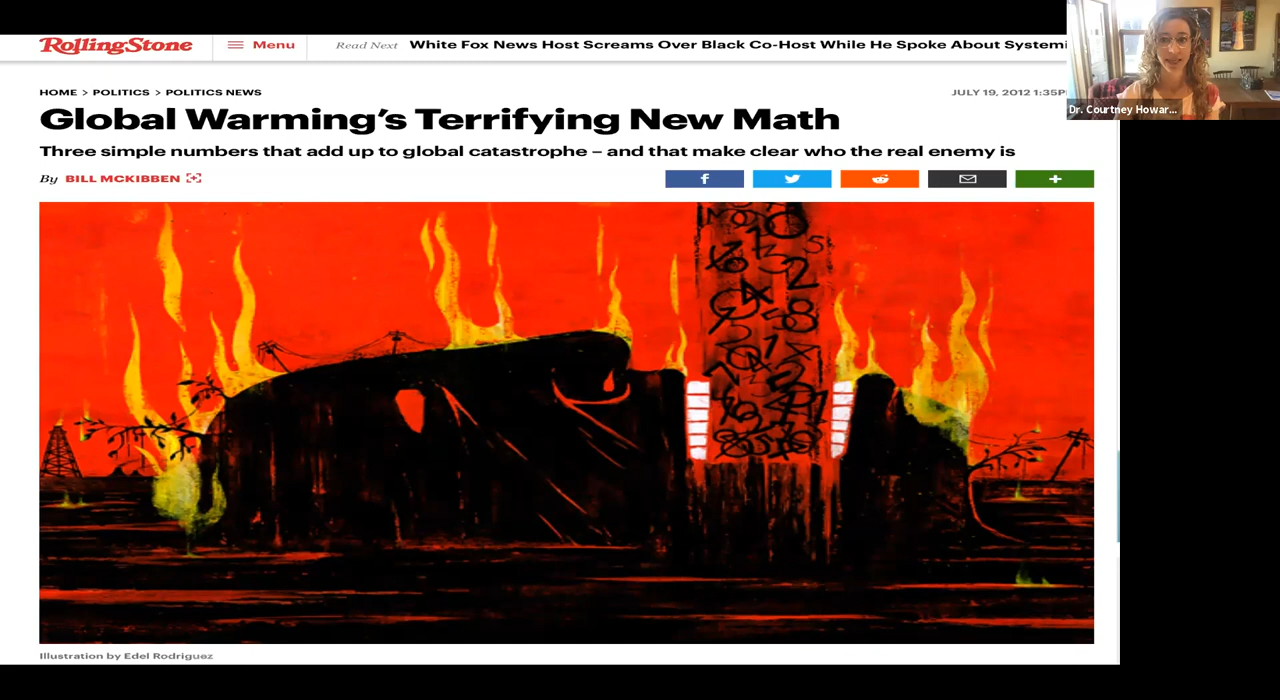 RollingStone
Menu
Read Next White Fox News Host Screams Over Black Co-Host While He Spoke About
Dr. Courtney Howar...
HOME > POLITICS > POLITICS NEWS
JULY 19, 2012 1:35P
Global Warming's Terrifying New Math
Three simple numbers that add up to global catastrophe – and that make clear who the real enemy is
By BILL MCKIBBEN
Illustration by Edel Rodriguez